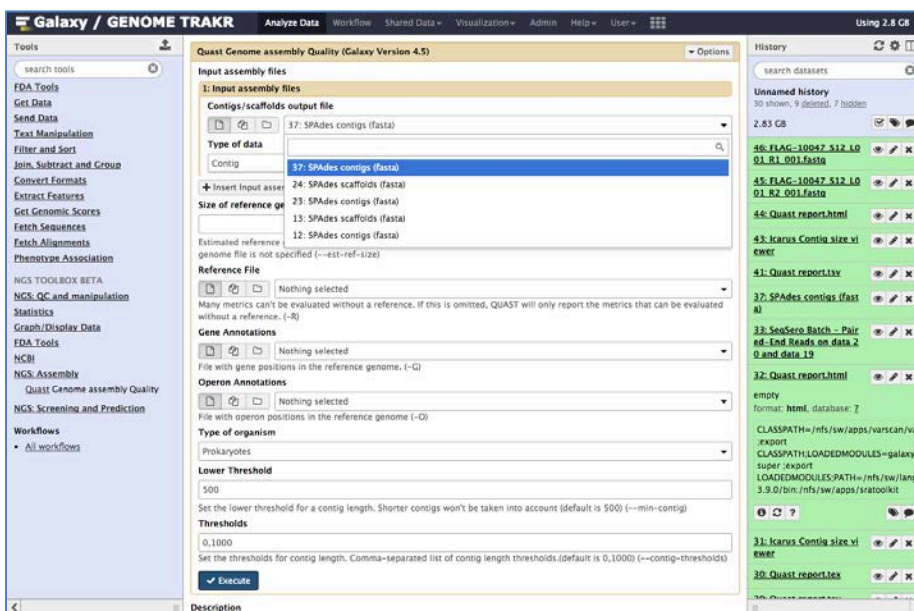 Galaxy / GENOME TRAKR
Analyze Data Workflow Shared Data Visualization Admin Help User
Using 2.8 GB
Tools
search tools
FDA Tools
Get Data
Send Data
Text Manipulation
Filter and Sort
Join, Subtract and Group
Convert Formats
Extract Features
Get Genomic Scores
Fetch Sequences
Fetch Alignments
Phenotype Association
NGS TOOLBOX BETA
NGS: QC and manipulation
Statistics
Graph/Display Data
FDA Tools
NCBI
NGS: Assembly
Quast Genome assembly Quality
NGS: Screening and Prediction
Workflows
All workflows
Quast Genome assembly Quality (Galaxy Version 4.5)
Options
Input assembly files
1: Input assembly files
Contigs/scaffolds output file
37: SPAdes contigs (fasta)
Type of data
Contig
37: SPAdes contigs (fasta)
24: SPAdes scaffolds (fasta)
23: SPAdes contigs (fasta)
13: SPAdes scaffolds (fasta)
12: SPAdes contigs (fasta)
+ Insert Input assem
Size of reference ge
Estimated reference
genome file is not specified (--est-ref-size)
Reference File
Nothing selected
Many metrics can't be evaluated without a reference. If this is omitted, QUAST will only report the metrics that can be evaluated
without a reference. (-R)
Gene Annotations
Nothing selected
File with gene positions in the reference genome. (-G)
Operon Annotations
Nothing selected
File with operon positions in the reference genome (-O)
Type of organism
Prokaryotes
Lower Threshold
500
Set the lower threshold for a contig length. Shorter contigs won't be taken into account (default is 500) (--min-contig)
Thresholds
0,1000
Set the thresholds for contig length. Comma-separated list of contig length thresholds.(default is 0,1000) (--contig-thresholds)
Execute
Description
History
search datasets
Unnamed history
30 shown, 9 deleted, 7 hidden
2.83 GB
46: FLAG-10047_S12_L0
01_R1_001.fastq
45: FLAG-10047_S12_L0
01_R2_001.fastq
44: Quast report.html
43: Icarus Contig size vi
ewer
41: Quast report.tsv
37: SPAdes contigs (fast
a)
33: SeqSero Batch - Pair
ed-End Reads on data 2
0 and data 19
32: Quast report.html
empty
format: html, database: ?
CLASSPATH=/nfs/sw/apps/varscan/va
;export
CLASSPATH;LOADEDMODULES=galaxy
super ;export
LOADEDMODULES;PATH=/nfs/sw/lang
3.9.0/bin:/nfs/sw/apps/sratoolkit
31: Icarus Contig size vi
ewer
30: Quast report.tex